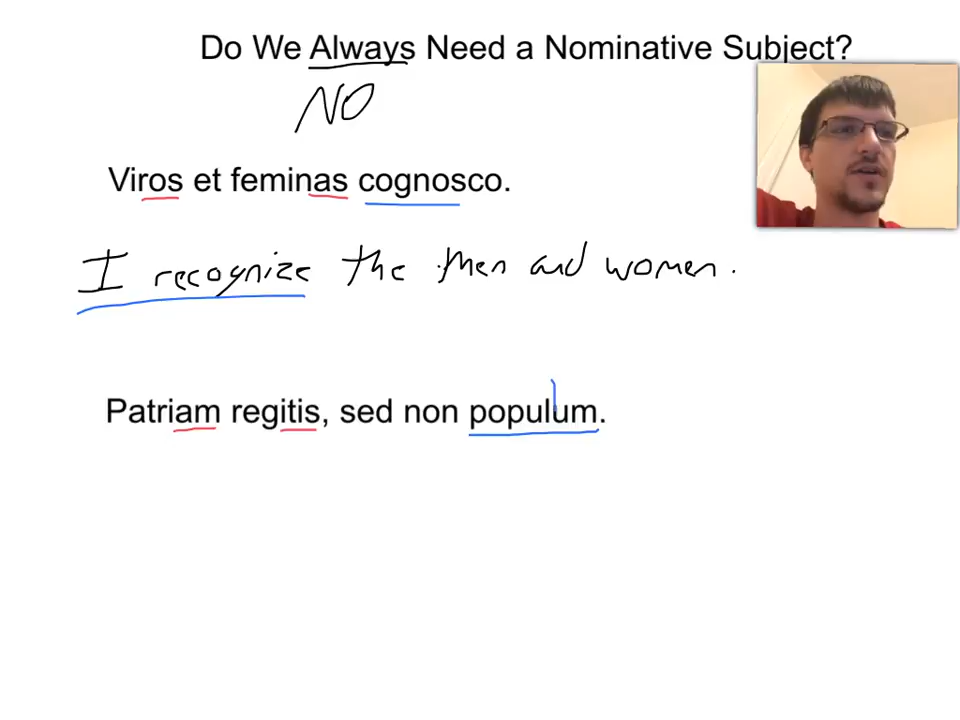 Do We Always Need a Nominative Subject?
NO
Viros et feminas cognosco.
I recognize the men and women.
Patriam regitis, sed non populum.